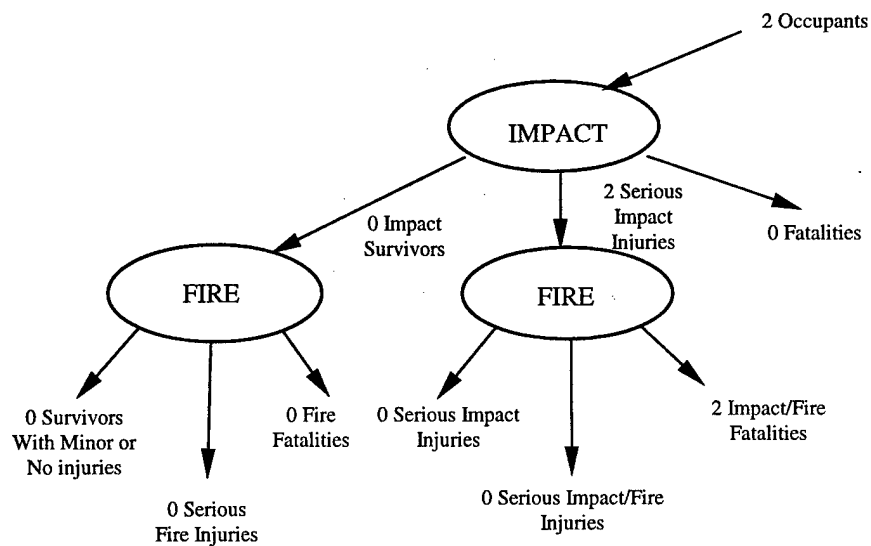 2 Occupants
IMPACT
0 Impact
Survivors
2 Serious
Impact
Injuries
0 Fatalities
FIRE
FIRE
0 Survivors
With Minor or
No injuries
0 Serious
Fire Injuries
0 Fire
Fatalities
0 Serious Impact
Injuries
0 Serious Impact/Fire
Injuries
2 Impact/Fire
Fatalities